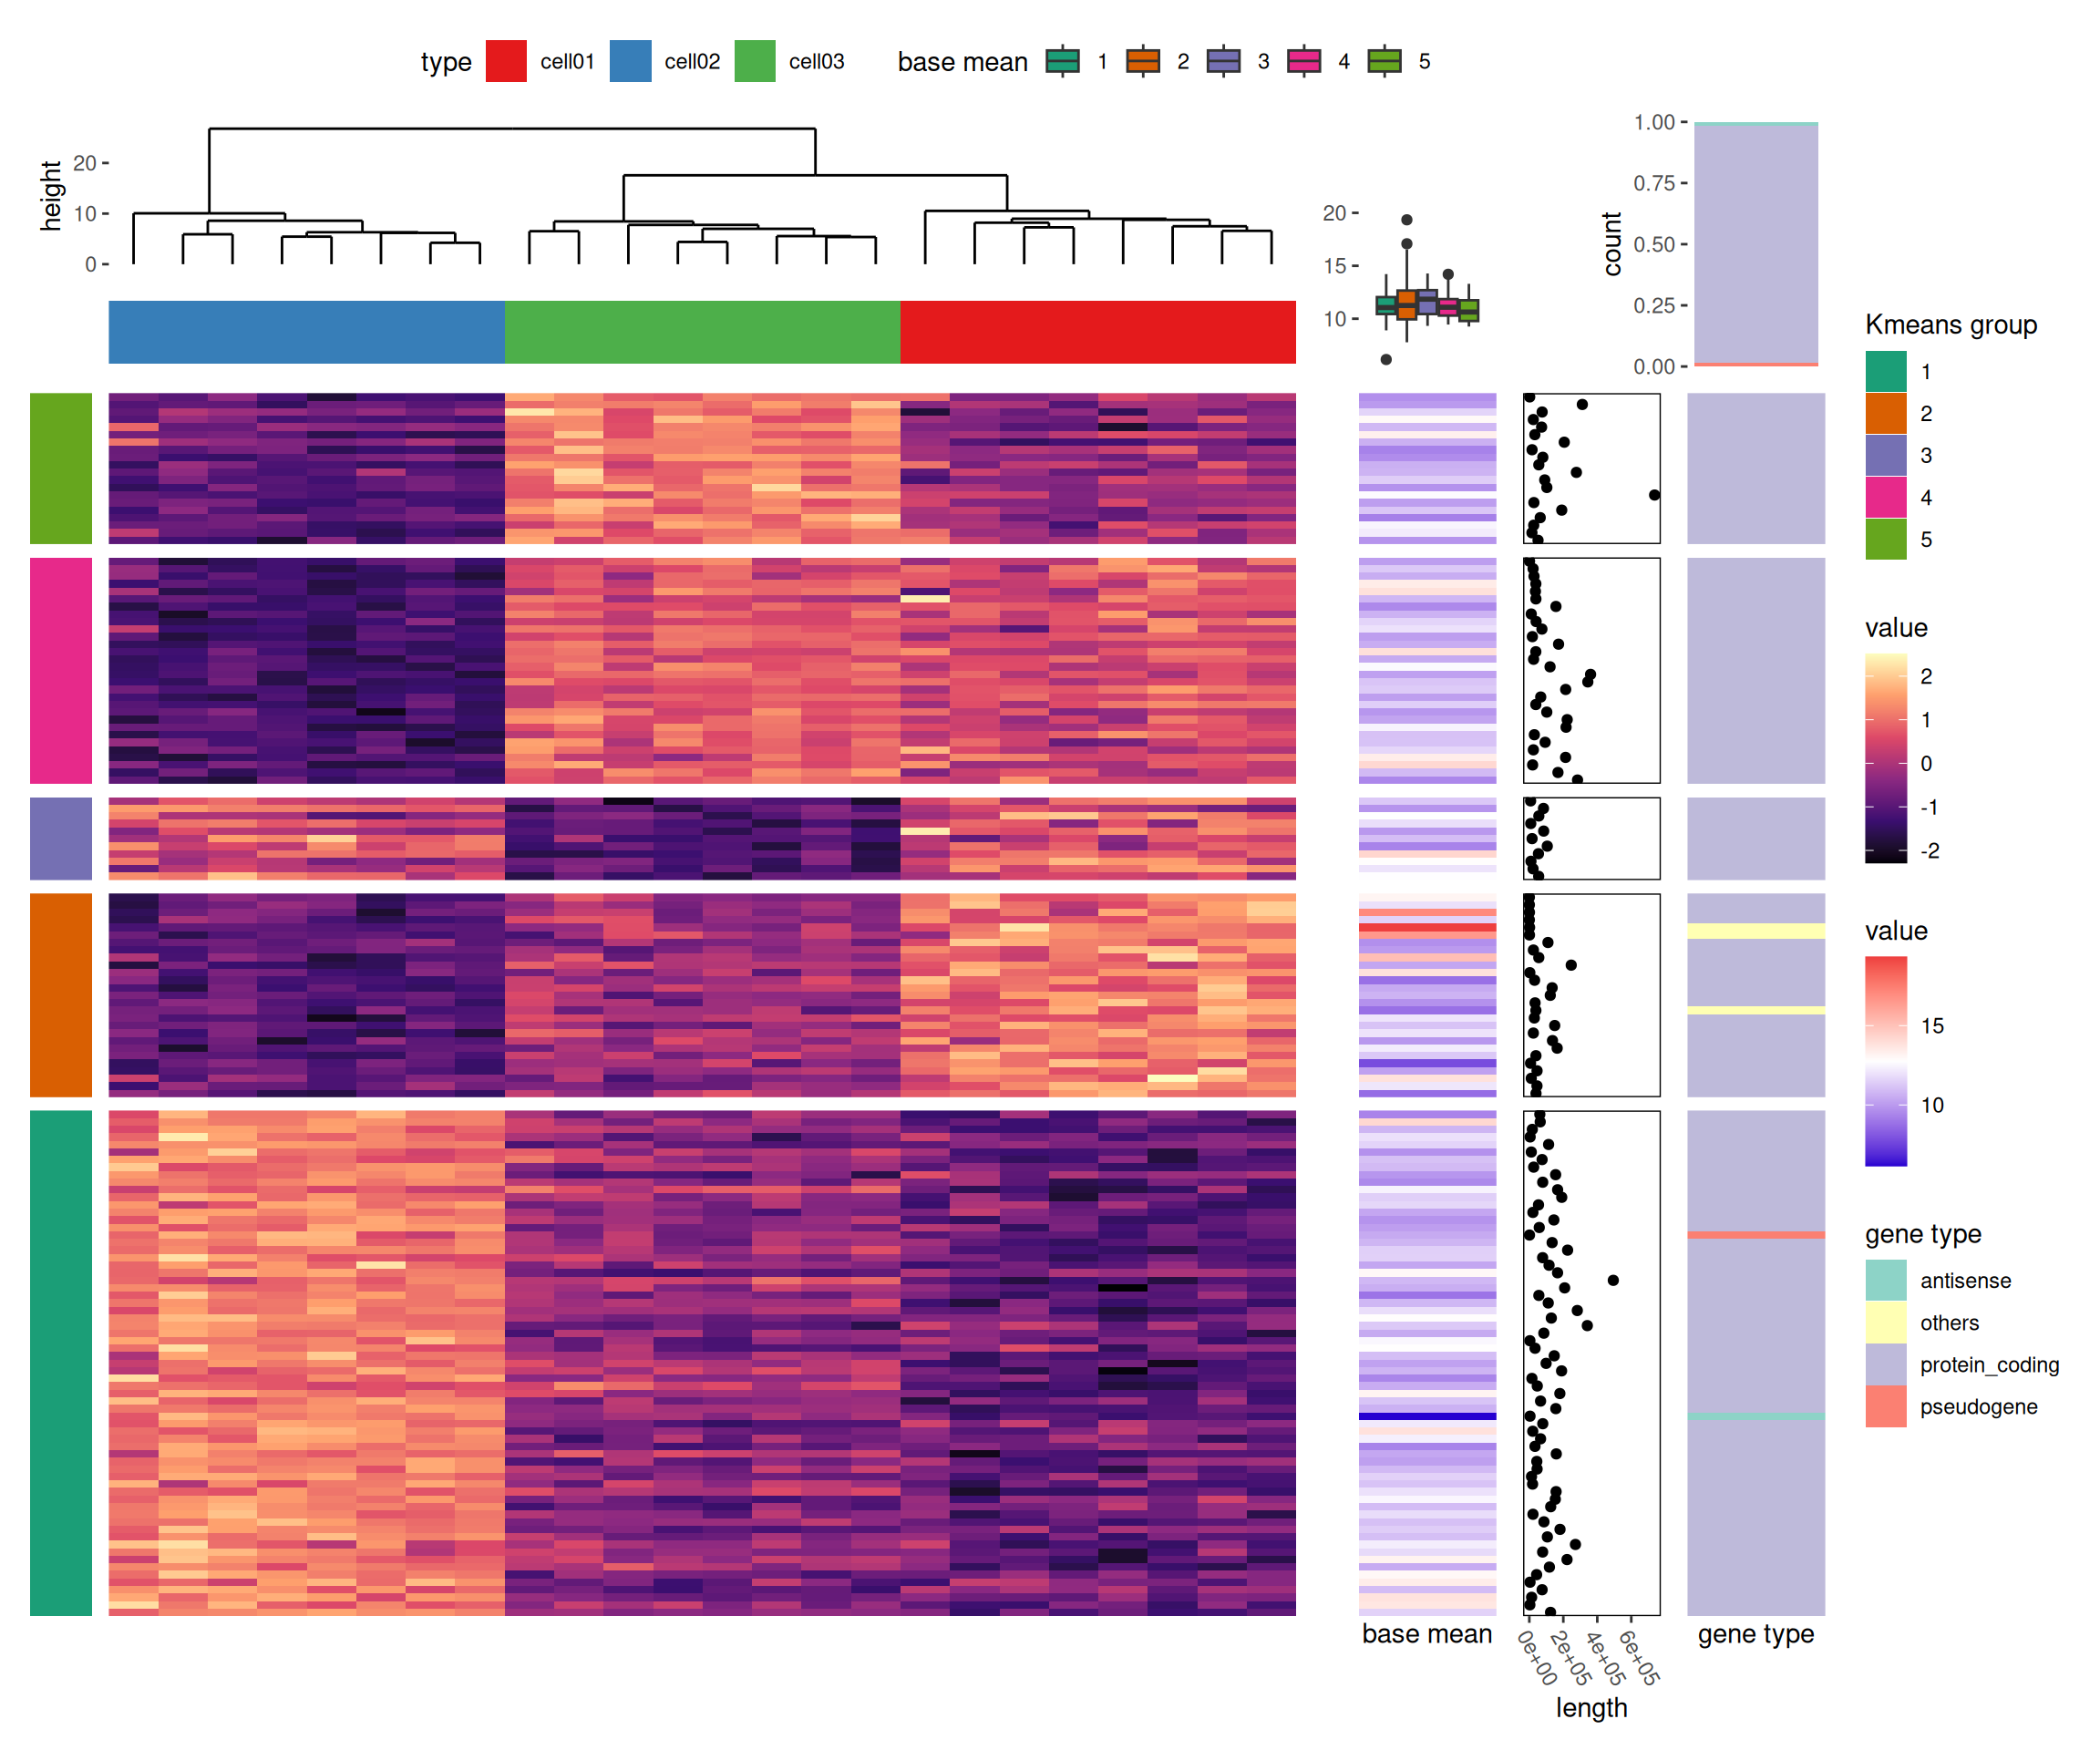 type cell01 cell02 cell03 base mean 1 2 3 4 5
height
20
10
0
20
15
10
count
1.00
0.75
0.50
0.25
0.00
Kmeans group
1
2
3
4
5
value
2
1
0
-1
-2
value
15
10
gene type
antisense
others
protein_coding
pseudogene
base mean
0e+00
2e+05
4e+05
6e+05
length
gene type